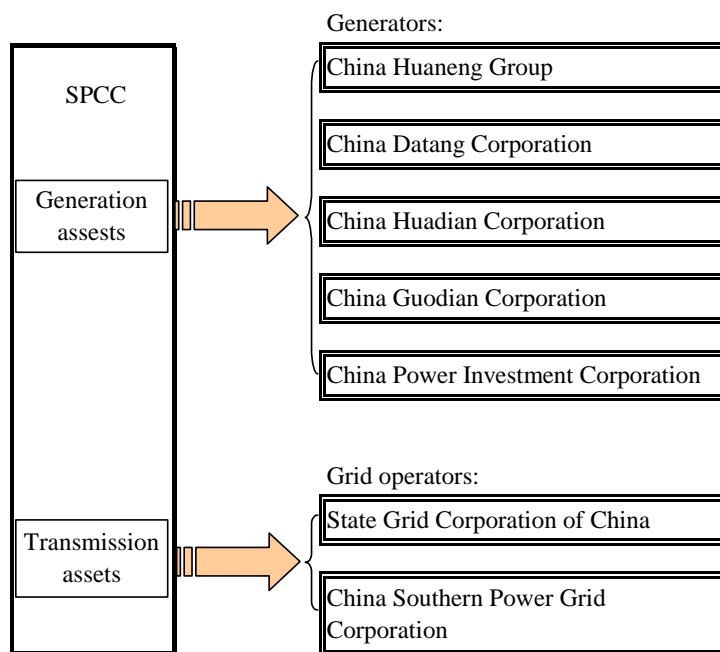 SPCC
Generation
assests
Transmission
assets
Generators:
China Huaneng Group
China Datang Corporation
China Huadian Corporation
China Guodian Corporation
China Power Investment Corporation
Grid operators:
State Grid Corporation of China
China Southern Power Grid
Corporation